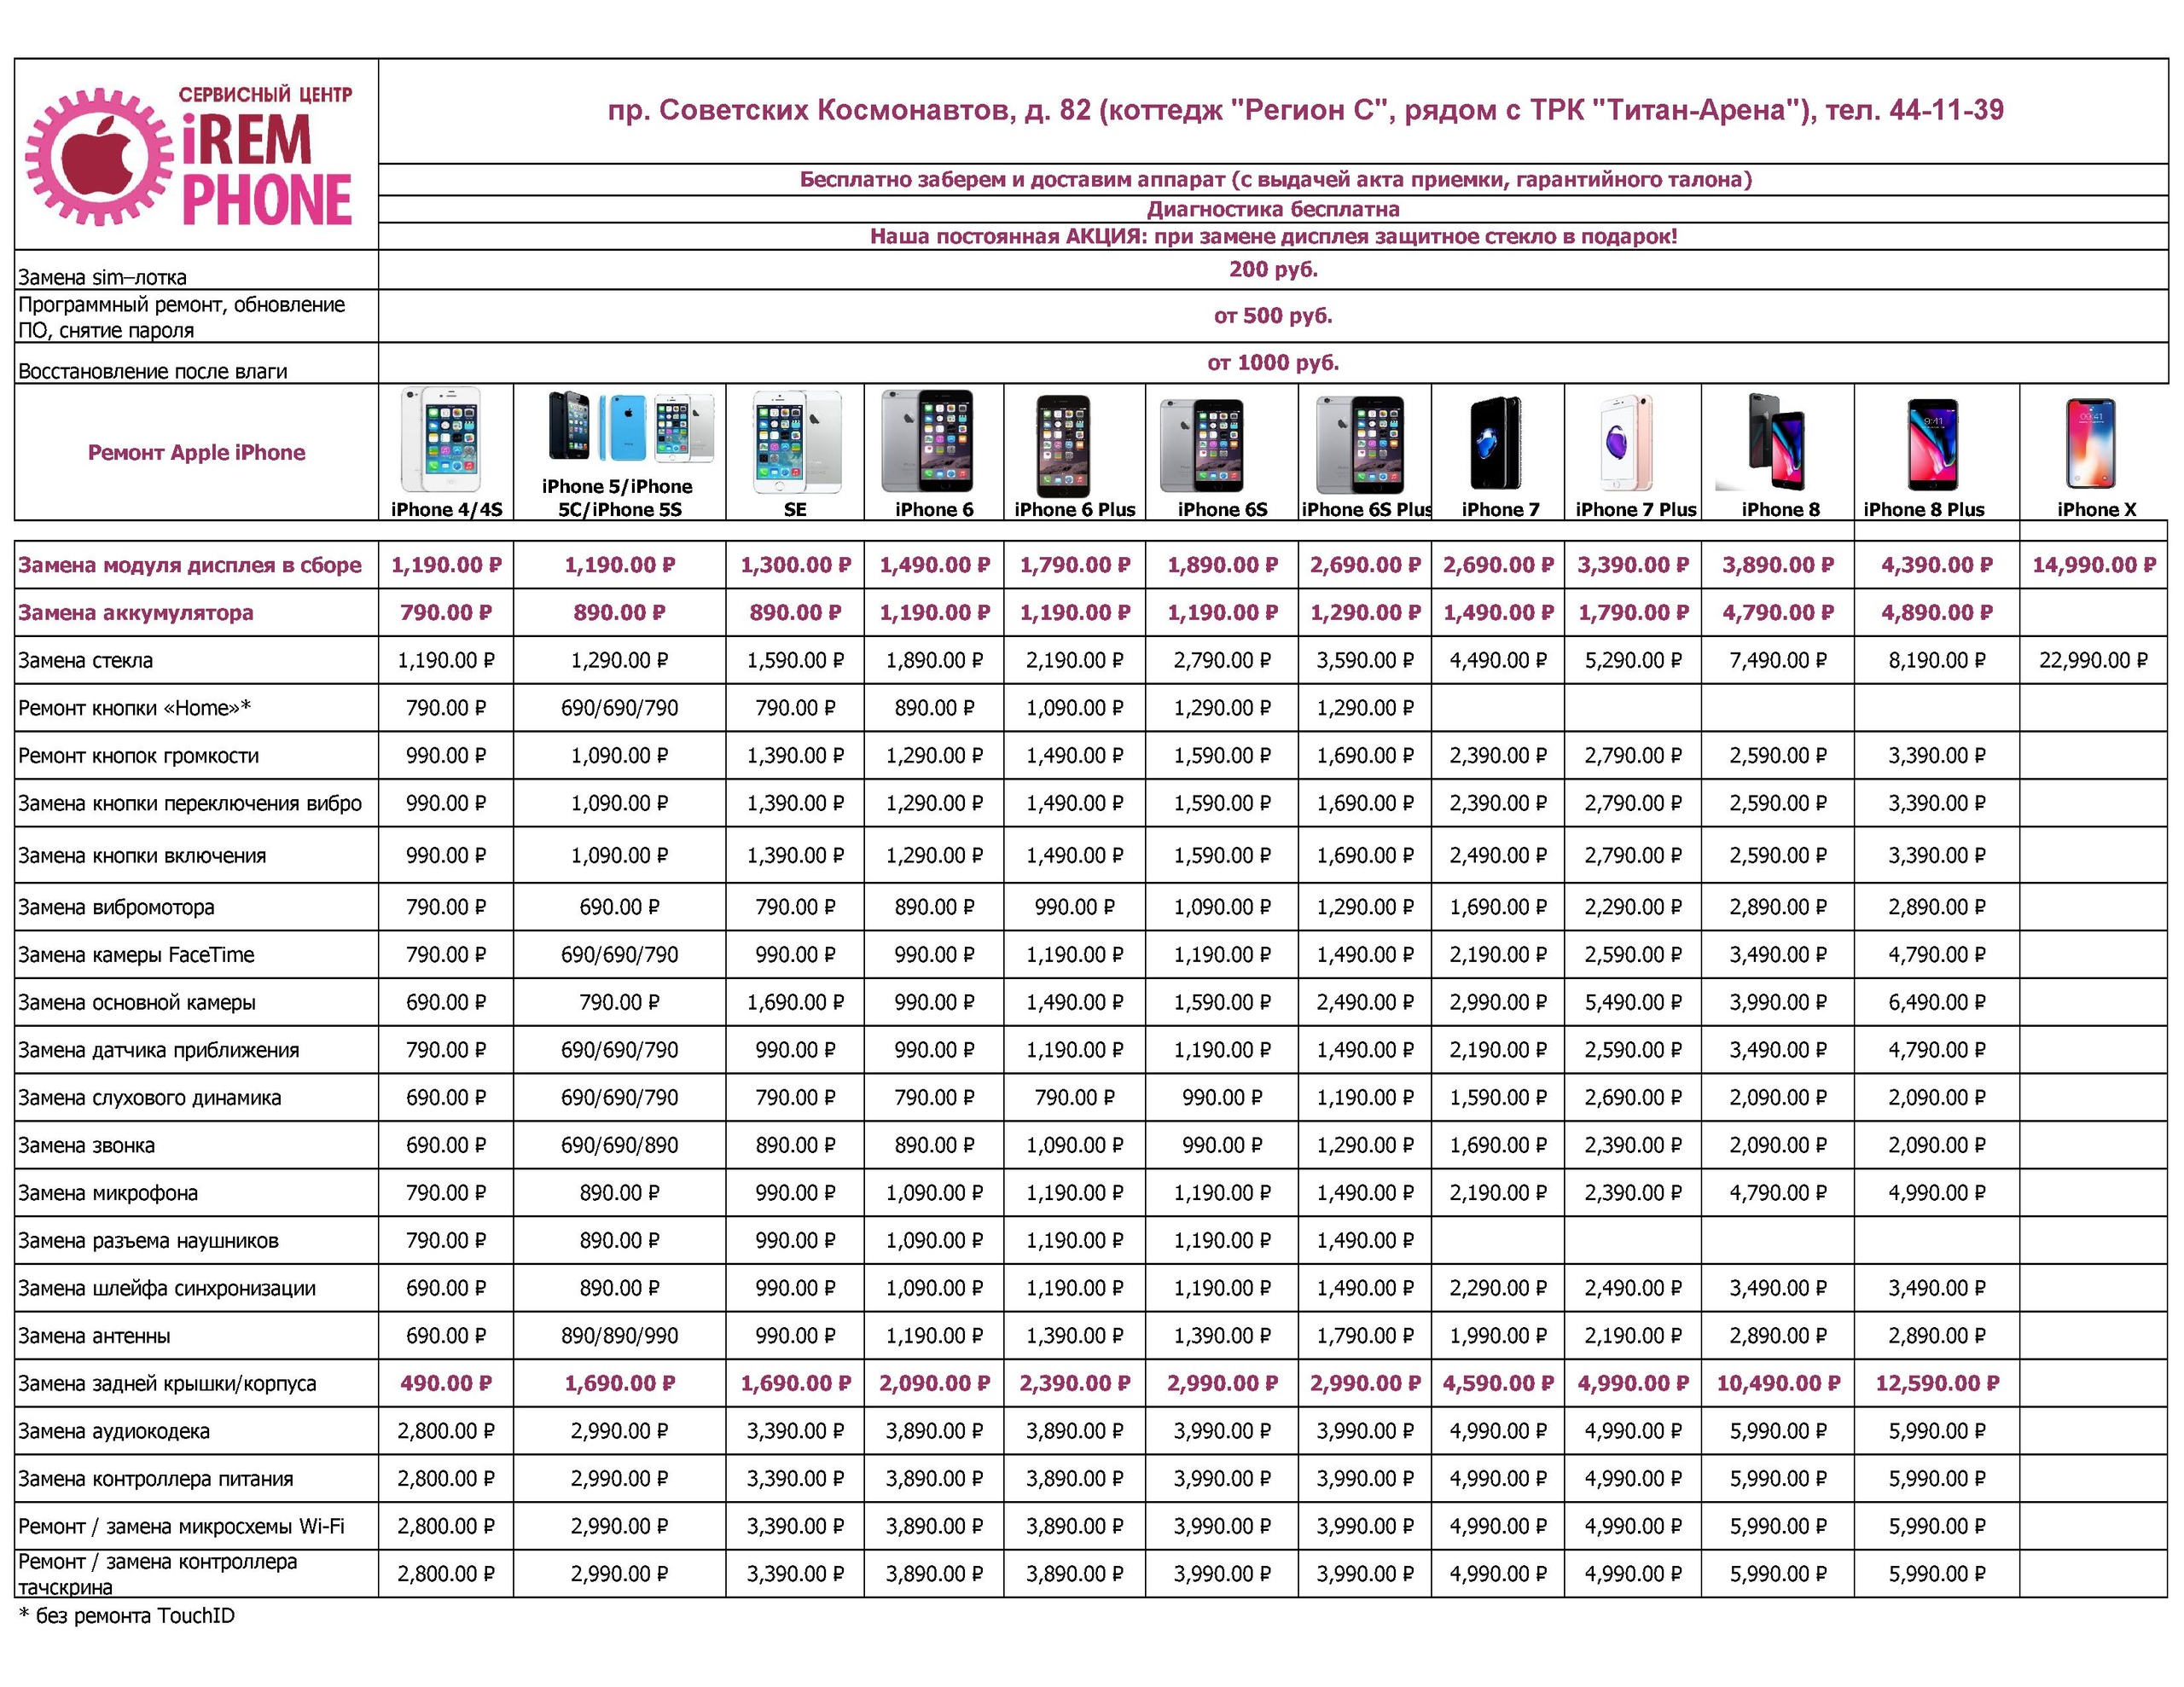 СЕРВИСНЫЙ ЦЕНТР
iREM
PHONE
пр. Советских Космонавтов, д. 82 (коттедж "Регион С", рядом с ТРК "Титан-Арена"), тел. 44-11-39
Бесплатно заберем и доставим аппарат (с выдачей акта приемки, гарантийного талона)
Диагностика бесплатна
Наша постоянная АКЦИЯ: при замене дисплея защитное стекло в подарок!
Замена sim–лотка 200 руб.
Программный ремонт, обновление
ПО, снятие пароля от 500 руб.
Восстановление после влаги от 1000 руб.
Ремонт Apple iPhone
iPhone 4/4S
iPhone 5/iPhone
5C/iPhone 5S
SE
iPhone 6
iPhone 6 Plus
iPhone 6S
iPhone 6S Plus
iPhone 7
iPhone 7 Plus
iPhone 8
iPhone 8 Plus
iPhone X
Замена модуля дисплея в сборе 1,190.00 ₽ 1,190.00 ₽ 1,300.00 ₽ 1,490.00 ₽ 1,790.00 ₽ 1,890.00 ₽ 2,690.00 ₽ 2,690.00 ₽ 3,390.00 ₽ 3,890.00 ₽ 4,390.00 ₽ 14,990.00 ₽
Замена аккумулятора 790.00 ₽ 890.00 ₽ 890.00 ₽ 1,190.00 ₽ 1,190.00 ₽ 1,190.00 ₽ 1,290.00 ₽ 1,490.00 ₽ 1,790.00 ₽ 4,790.00 ₽ 4,890.00 ₽
Замена стекла 1,190.00 ₽ 1,290.00 ₽ 1,590.00 ₽ 1,890.00 ₽ 2,190.00 ₽ 2,790.00 ₽ 3,590.00 ₽ 4,490.00 ₽ 5,290.00 ₽ 7,490.00 ₽ 8,190.00 ₽ 22,990.00 ₽
Ремонт кнопки «Home»* 790.00 ₽ 690/690/790 790.00 ₽ 890.00 ₽ 1,090.00 ₽ 1,290.00 ₽ 1,290.00 ₽
Ремонт кнопок громкости 990.00 ₽ 1,090.00 ₽ 1,390.00 ₽ 1,290.00 ₽ 1,490.00 ₽ 1,590.00 ₽ 1,690.00 ₽ 2,390.00 ₽ 2,790.00 ₽ 2,590.00 ₽ 3,390.00 ₽
Замена кнопки переключения вибро 990.00 ₽ 1,090.00 ₽ 1,390.00 ₽ 1,290.00 ₽ 1,490.00 ₽ 1,590.00 ₽ 1,690.00 ₽ 2,390.00 ₽ 2,790.00 ₽ 2,590.00 ₽ 3,390.00 ₽
Замена кнопки включения 990.00 ₽ 1,090.00 ₽ 1,390.00 ₽ 1,290.00 ₽ 1,490.00 ₽ 1,590.00 ₽ 1,690.00 ₽ 2,490.00 ₽ 2,790.00 ₽ 2,590.00 ₽ 3,390.00 ₽
Замена вибромотора 790.00 ₽ 690.00 ₽ 790.00 ₽ 890.00 ₽ 990.00 ₽ 1,090.00 ₽ 1,290.00 ₽ 1,690.00 ₽ 2,290.00 ₽ 2,890.00 ₽ 2,890.00 ₽
Замена камеры FaceTime 790.00 ₽ 690/690/790 990.00 ₽ 990.00 ₽ 1,190.00 ₽ 1,190.00 ₽ 1,490.00 ₽ 2,190.00 ₽ 2,590.00 ₽ 3,490.00 ₽ 4,790.00 ₽
Замена основной камеры 690.00 ₽ 790.00 ₽ 1,690.00 ₽ 990.00 ₽ 1,490.00 ₽ 1,590.00 ₽ 2,490.00 ₽ 2,990.00 ₽ 5,490.00 ₽ 3,990.00 ₽ 6,490.00 ₽
Замена датчика приближения 790.00 ₽ 690/690/790 990.00 ₽ 990.00 ₽ 1,190.00 ₽ 1,190.00 ₽ 1,490.00 ₽ 2,190.00 ₽ 2,590.00 ₽ 3,490.00 ₽ 4,790.00 ₽
Замена слухового динамика 690.00 ₽ 690/690/790 790.00 ₽ 790.00 ₽ 790.00 ₽ 990.00 ₽ 1,190.00 ₽ 1,590.00 ₽ 2,690.00 ₽ 2,090.00 ₽ 2,090.00 ₽
Замена звонка 690.00 ₽ 690/690/890 890.00 ₽ 890.00 ₽ 1,090.00 ₽ 990.00 ₽ 1,290.00 ₽ 1,690.00 ₽ 2,390.00 ₽ 2,090.00 ₽ 2,090.00 ₽
Замена микрофона 790.00 ₽ 890.00 ₽ 990.00 ₽ 1,090.00 ₽ 1,190.00 ₽ 1,190.00 ₽ 1,490.00 ₽ 2,190.00 ₽ 2,390.00 ₽ 4,790.00 ₽ 4,990.00 ₽
Замена разъема наушников 790.00 ₽ 890.00 ₽ 990.00 ₽ 1,090.00 ₽ 1,190.00 ₽ 1,190.00 ₽ 1,490.00 ₽
Замена шлейфа синхронизации 690.00 ₽ 890.00 ₽ 990.00 ₽ 1,090.00 ₽ 1,190.00 ₽ 1,190.00 ₽ 1,490.00 ₽ 2,290.00 ₽ 2,490.00 ₽ 3,490.00 ₽ 3,490.00 ₽
Замена антенны 690.00 ₽ 890/890/990 990.00 ₽ 1,190.00 ₽ 1,390.00 ₽ 1,390.00 ₽ 1,790.00 ₽ 1,990.00 ₽ 2,190.00 ₽ 2,890.00 ₽ 2,890.00 ₽
Замена задней крышки/корпуса 490.00 ₽ 1,690.00 ₽ 1,690.00 ₽ 2,090.00 ₽ 2,390.00 ₽ 2,990.00 ₽ 2,990.00 ₽ 4,590.00 ₽ 4,990.00 ₽ 10,490.00 ₽ 12,590.00 ₽
Замена аудиокодека 2,800.00 ₽ 2,990.00 ₽ 3,390.00 ₽ 3,890.00 ₽ 3,890.00 ₽ 3,990.00 ₽ 3,990.00 ₽ 4,990.00 ₽ 4,990.00 ₽ 5,990.00 ₽ 5,990.00 ₽
Замена контроллера питания 2,800.00 ₽ 2,990.00 ₽ 3,390.00 ₽ 3,890.00 ₽ 3,890.00 ₽ 3,990.00 ₽ 3,990.00 ₽ 4,990.00 ₽ 4,990.00 ₽ 5,990.00 ₽ 5,990.00 ₽
Ремонт / замена микросхемы Wi-Fi 2,800.00 ₽ 2,990.00 ₽ 3,390.00 ₽ 3,890.00 ₽ 3,890.00 ₽ 3,990.00 ₽ 3,990.00 ₽ 4,990.00 ₽ 4,990.00 ₽ 5,990.00 ₽ 5,990.00 ₽
Ремонт / замена контроллера
тачскрина 2,800.00 ₽ 2,990.00 ₽ 3,390.00 ₽ 3,890.00 ₽ 3,890.00 ₽ 3,990.00 ₽ 3,990.00 ₽ 4,990.00 ₽ 4,990.00 ₽ 5,990.00 ₽ 5,990.00 ₽
* без ремонта TouchID